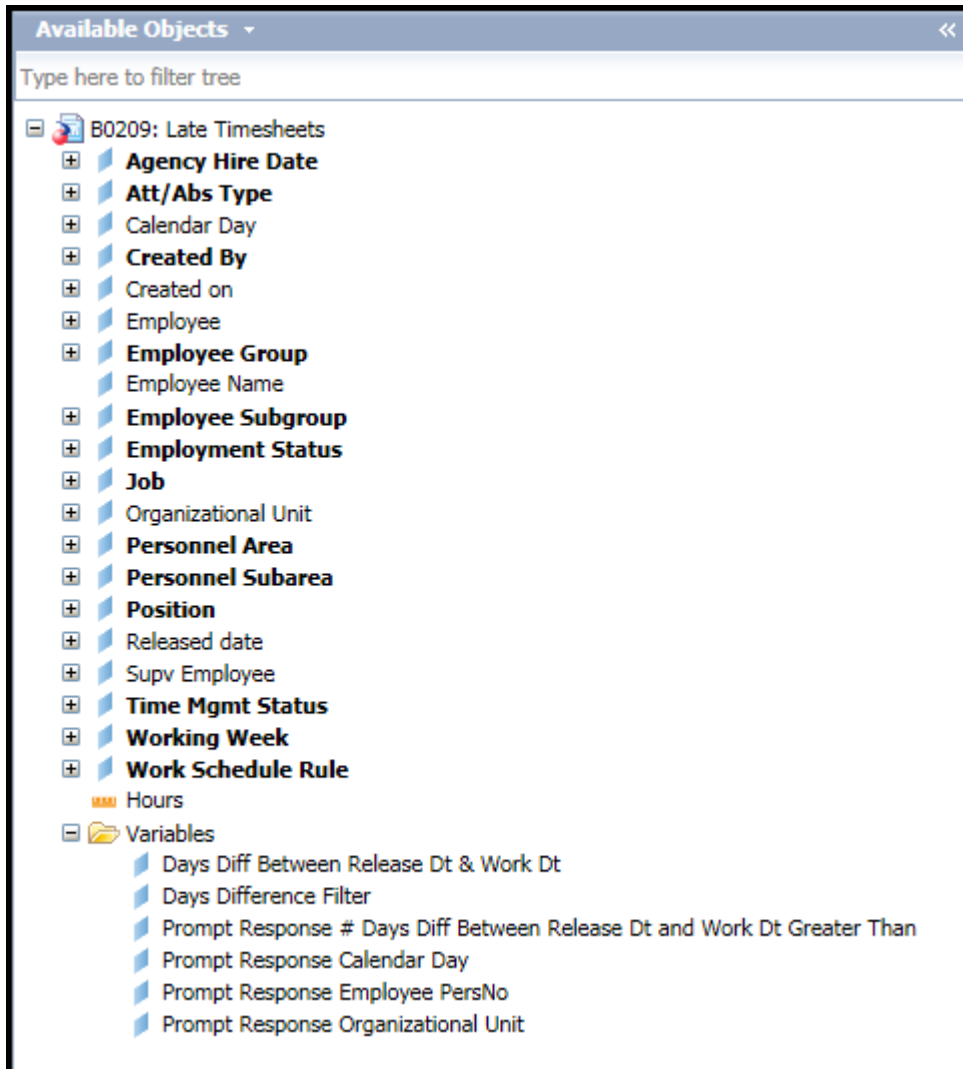 Available Objects
Type here to filter tree
B0209: Late Timesheets
Agency Hire Date
Att/Abs Type
Calendar Day
Created By
Created on
Employee
Employee Group
Employee Name
Employee Subgroup
Employment Status
Job
Organizational Unit
Personnel Area
Personnel Subarea
Position
Released date
Supv Employee
Time Mgmt Status
Working Week
Work Schedule Rule
Hours
Variables
Days Diff Between Release Dt & Work Dt
Days Difference Filter
Prompt Response # Days Diff Between Release Dt and Work Dt Greater Than
Prompt Response Calendar Day
Prompt Response Employee PersNo
Prompt Response Organizational Unit